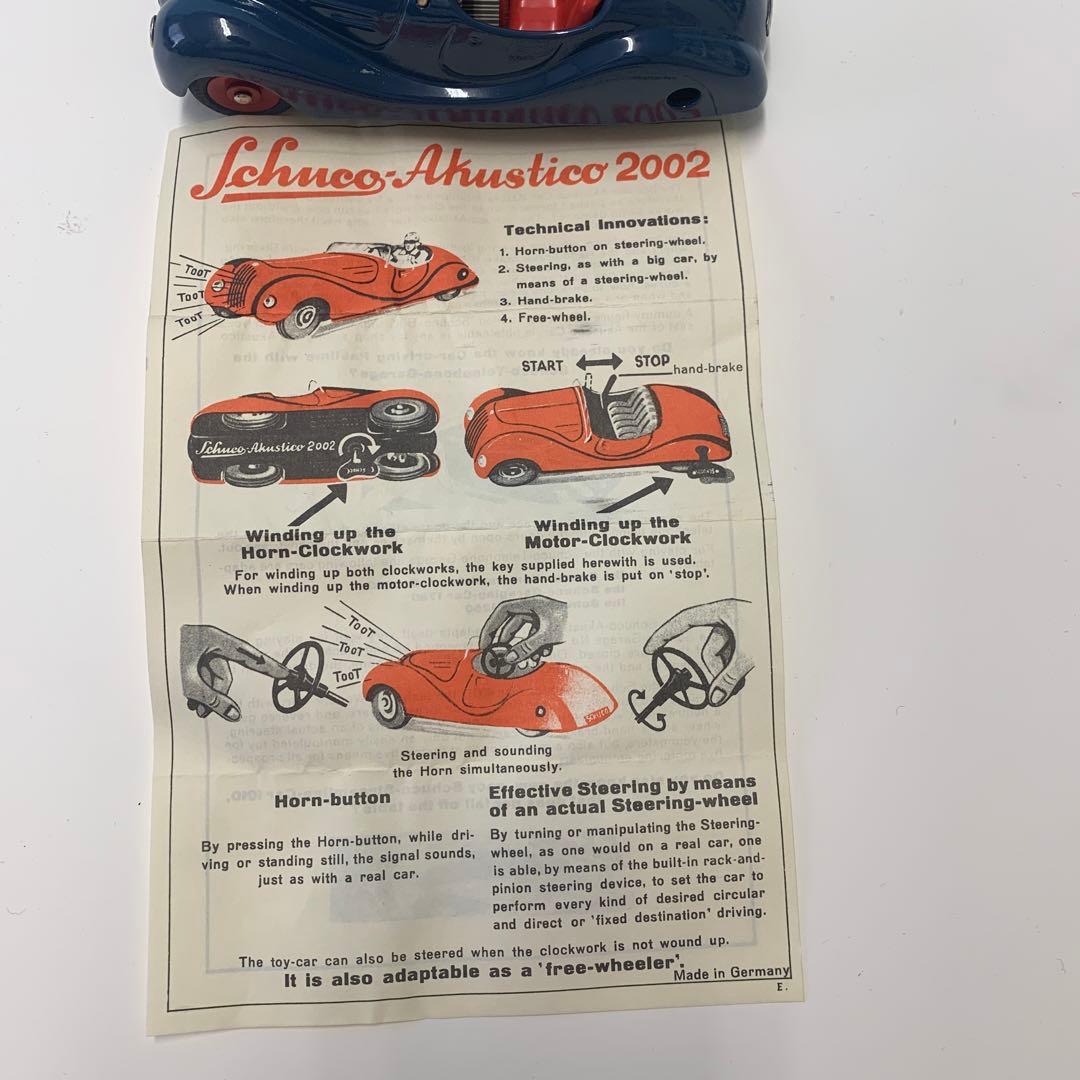 Schuco-Akustico 2002
Technical Innovations:
1. Horn-button on steering-wheel.
2. Steering, as with a big car, by
means of a steering-wheel.
3. Hand-brake.
4. Free-wheel.
TOOT
TOOT
TOOT
START STOP
hand-brake
Schuco-Akustico 2002
Winding up the
Horn-Clockwork
Winding up the
Motor-Clockwork
For winding up both clockworks, the key supplied herewith is used.
When winding up the motor-clockwork, the hand-brake is put on 'stop'.
TOOT
TOOT
TOOT
SCHUCO
Steering and sounding
the Horn simultaneously.
Horn-button
By pressing the Horn-button, while dri-
ving or standing still, the signal sounds,
just as with a real car.
Effective Steering by means
of an actual Steering-wheel
By turning or manipulating the Steering-
wheel, as one would on a real car, one
is able, by means of the built-in rack-and-
pinion steering device, to set the car to
perform every kind of desired circular
and direct or 'fixed destination' driving.
The toy-car can also be steered when the clockwork is not wound up.
It is also adaptable as a 'free-wheeler'.
Made in Germany
E.